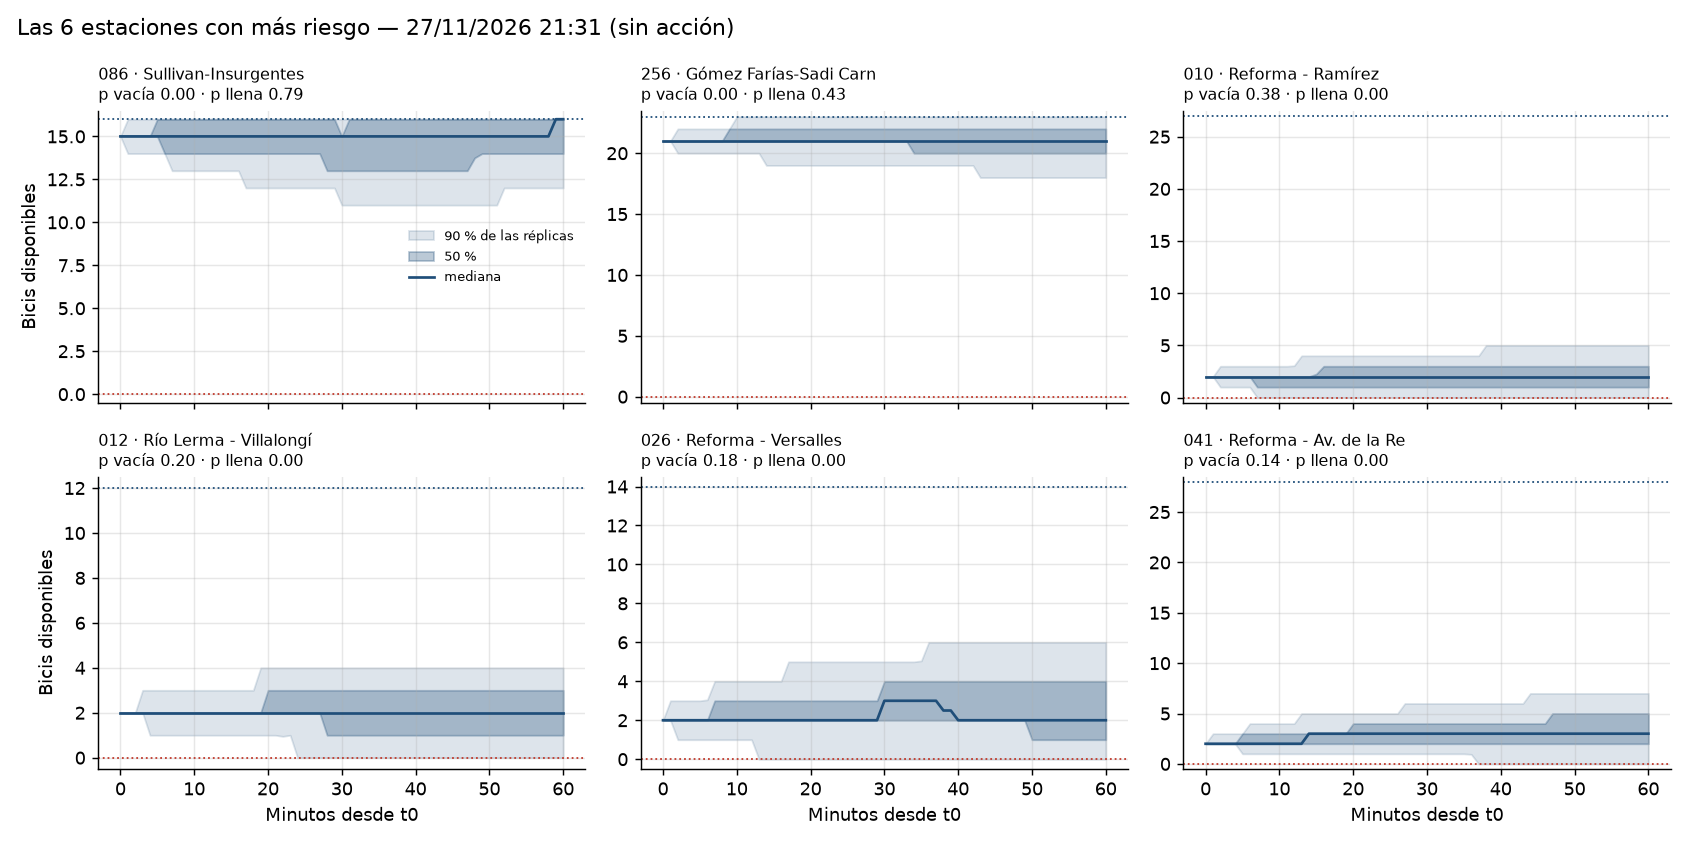 Las 6 estaciones con más riesgo — 27/11/2026 21:31 (sin acción)
086 · Sullivan-Insurgentes
p vacía 0.00 · p llena 0.79
256 · Gómez Farías-Sadi Carn
p vacía 0.00 · p llena 0.43
010 · Reforma - Ramírez
p vacía 0.38 · p llena 0.00
Bicis disponibles
15.0
12.5
10.0
7.5
5.0
2.5
0.0
90 % de las réplicas
50 %
mediana
20
15
10
5
0
25
20
15
10
5
0
012 · Río Lerma - Villalongí
p vacía 0.20 · p llena 0.00
026 · Reforma - Versalles
p vacía 0.18 · p llena 0.00
041 · Reforma - Av. de la Re
p vacía 0.14 · p llena 0.00
Bicis disponibles
12
10
8
6
4
2
0
0 10 20 30 40 50 60
Minutos desde t0
14
12
10
8
6
4
2
0
0 10 20 30 40 50 60
Minutos desde t0
25
20
15
10
5
0
0 10 20 30 40 50 60
Minutos desde t0